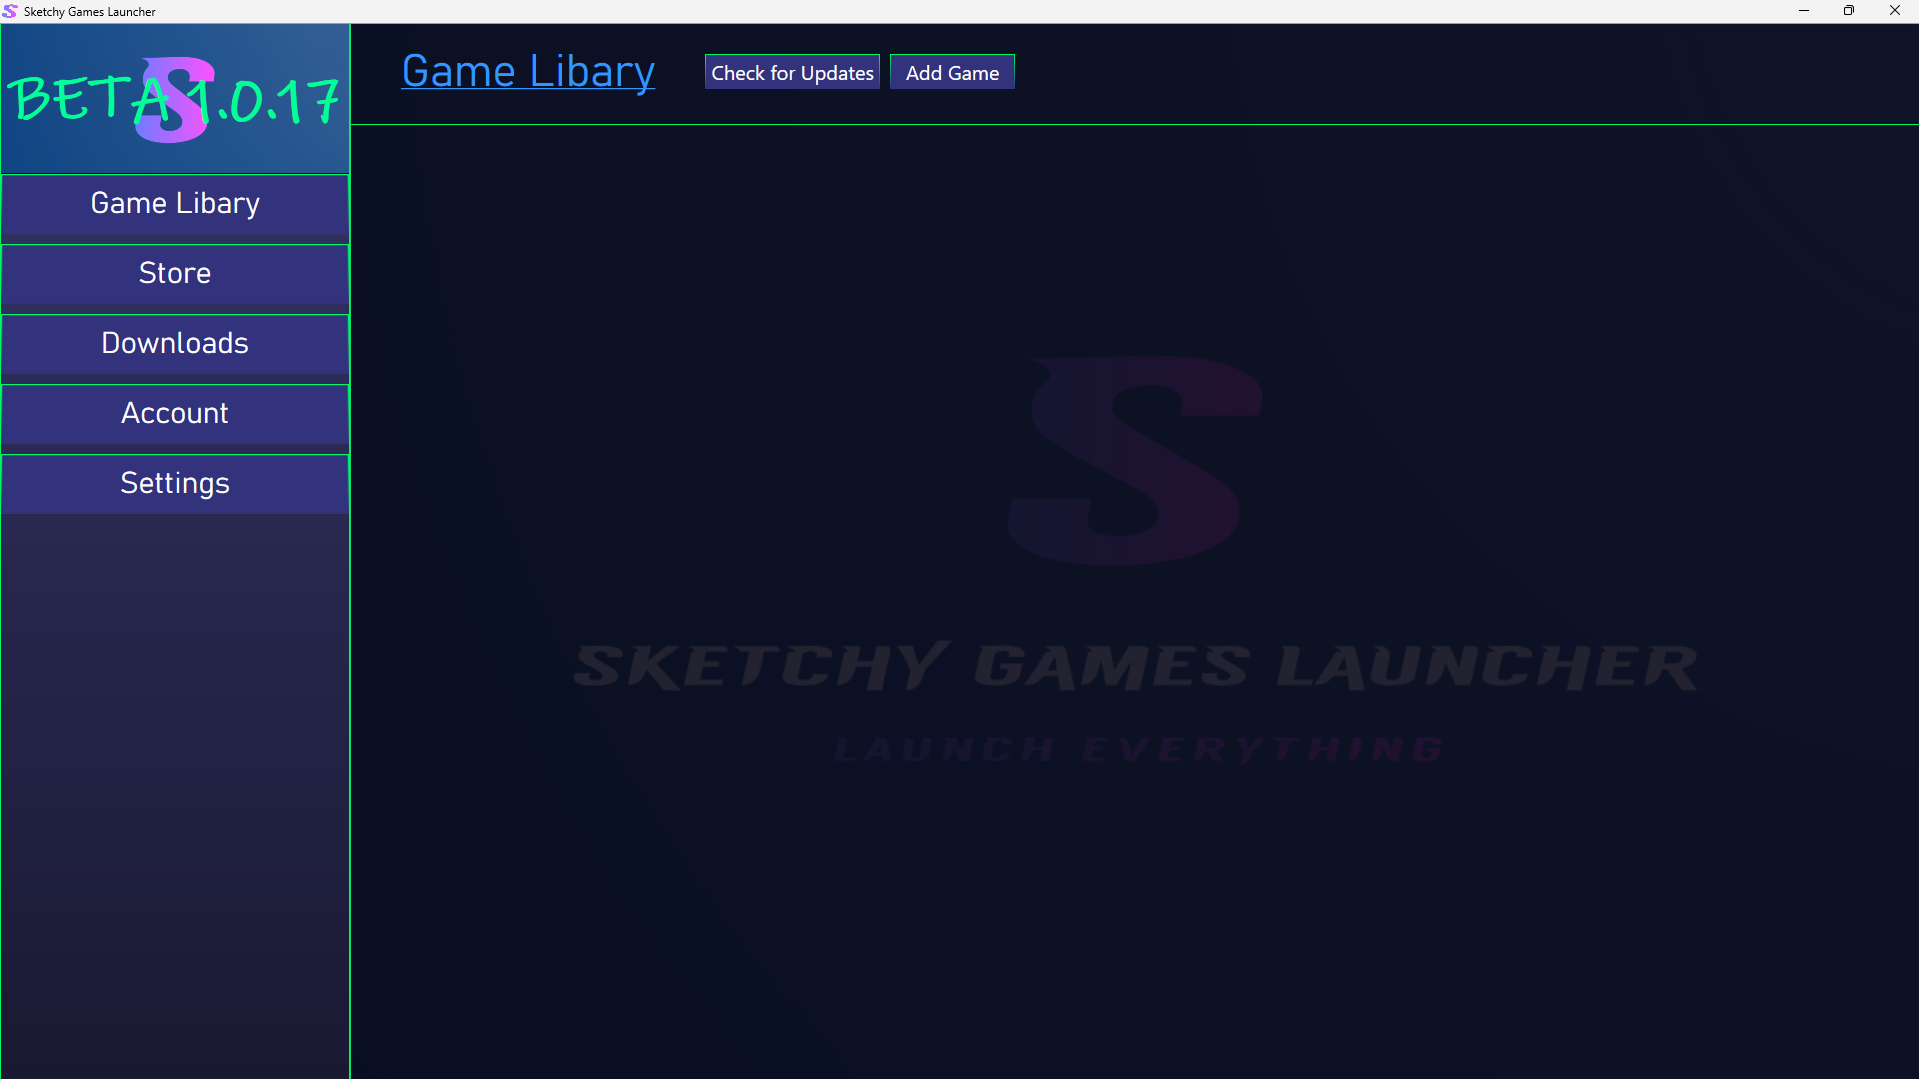 Sketchy Games Launcher
BETA 1.0.17
Game Libary
Check for Updates
Add Game
Game Libary
Store
Downloads
Account
Settings
SKETCHY GAMES LAUNCHER
LAUNCH EVERYTHING